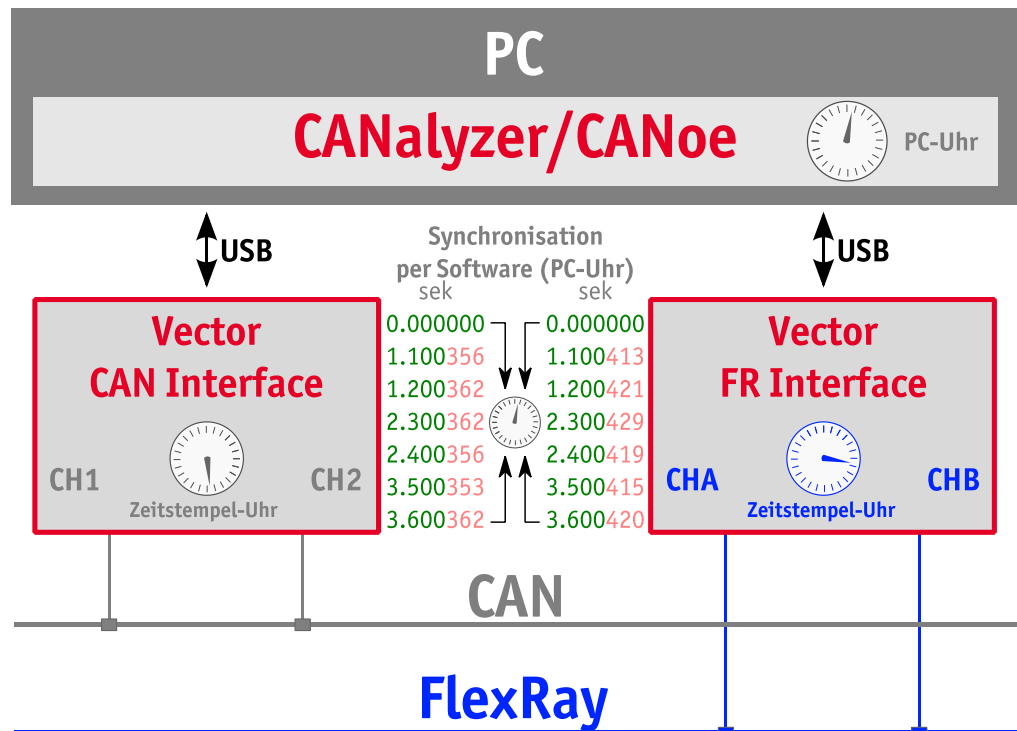 PC
CANalyzer/CANoe
PC-Uhr
USB
Synchronisation
per Software (PC-Uhr)
USB
sek
sek
Vector
CAN Interface
CH1
CH2
Zeitstempel-Uhr
0.000000
1.100356
1.200362
2.300362
2.400356
3.500353
3.600362
0.000000
1.100413
1.200421
2.300429
2.400419
3.500415
3.600420
Vector
FR Interface
CHA
CHB
Zeitstempel-Uhr
CAN
FlexRay